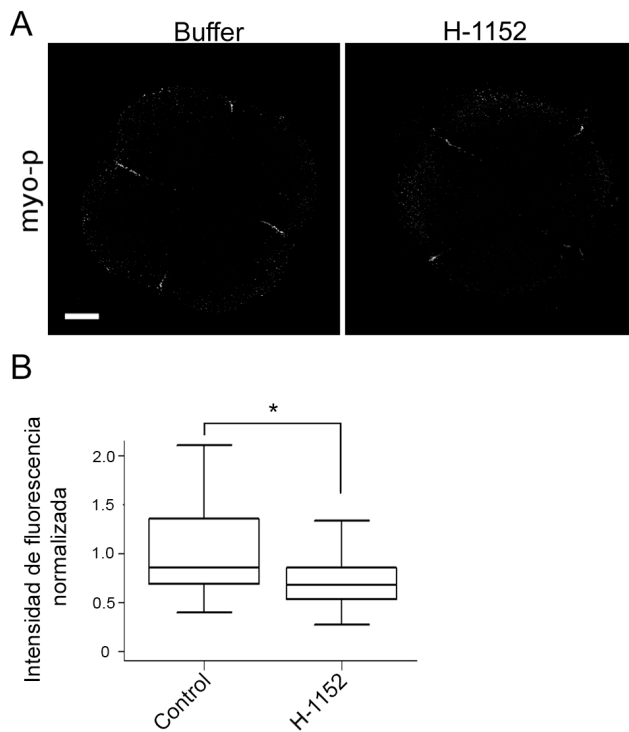 A
Buffer
H-1152
myo-p
B
*
Intensidad de fluorescencia
normalizada
2.0
1.5
1.0
0.5
0
Control
H-1152